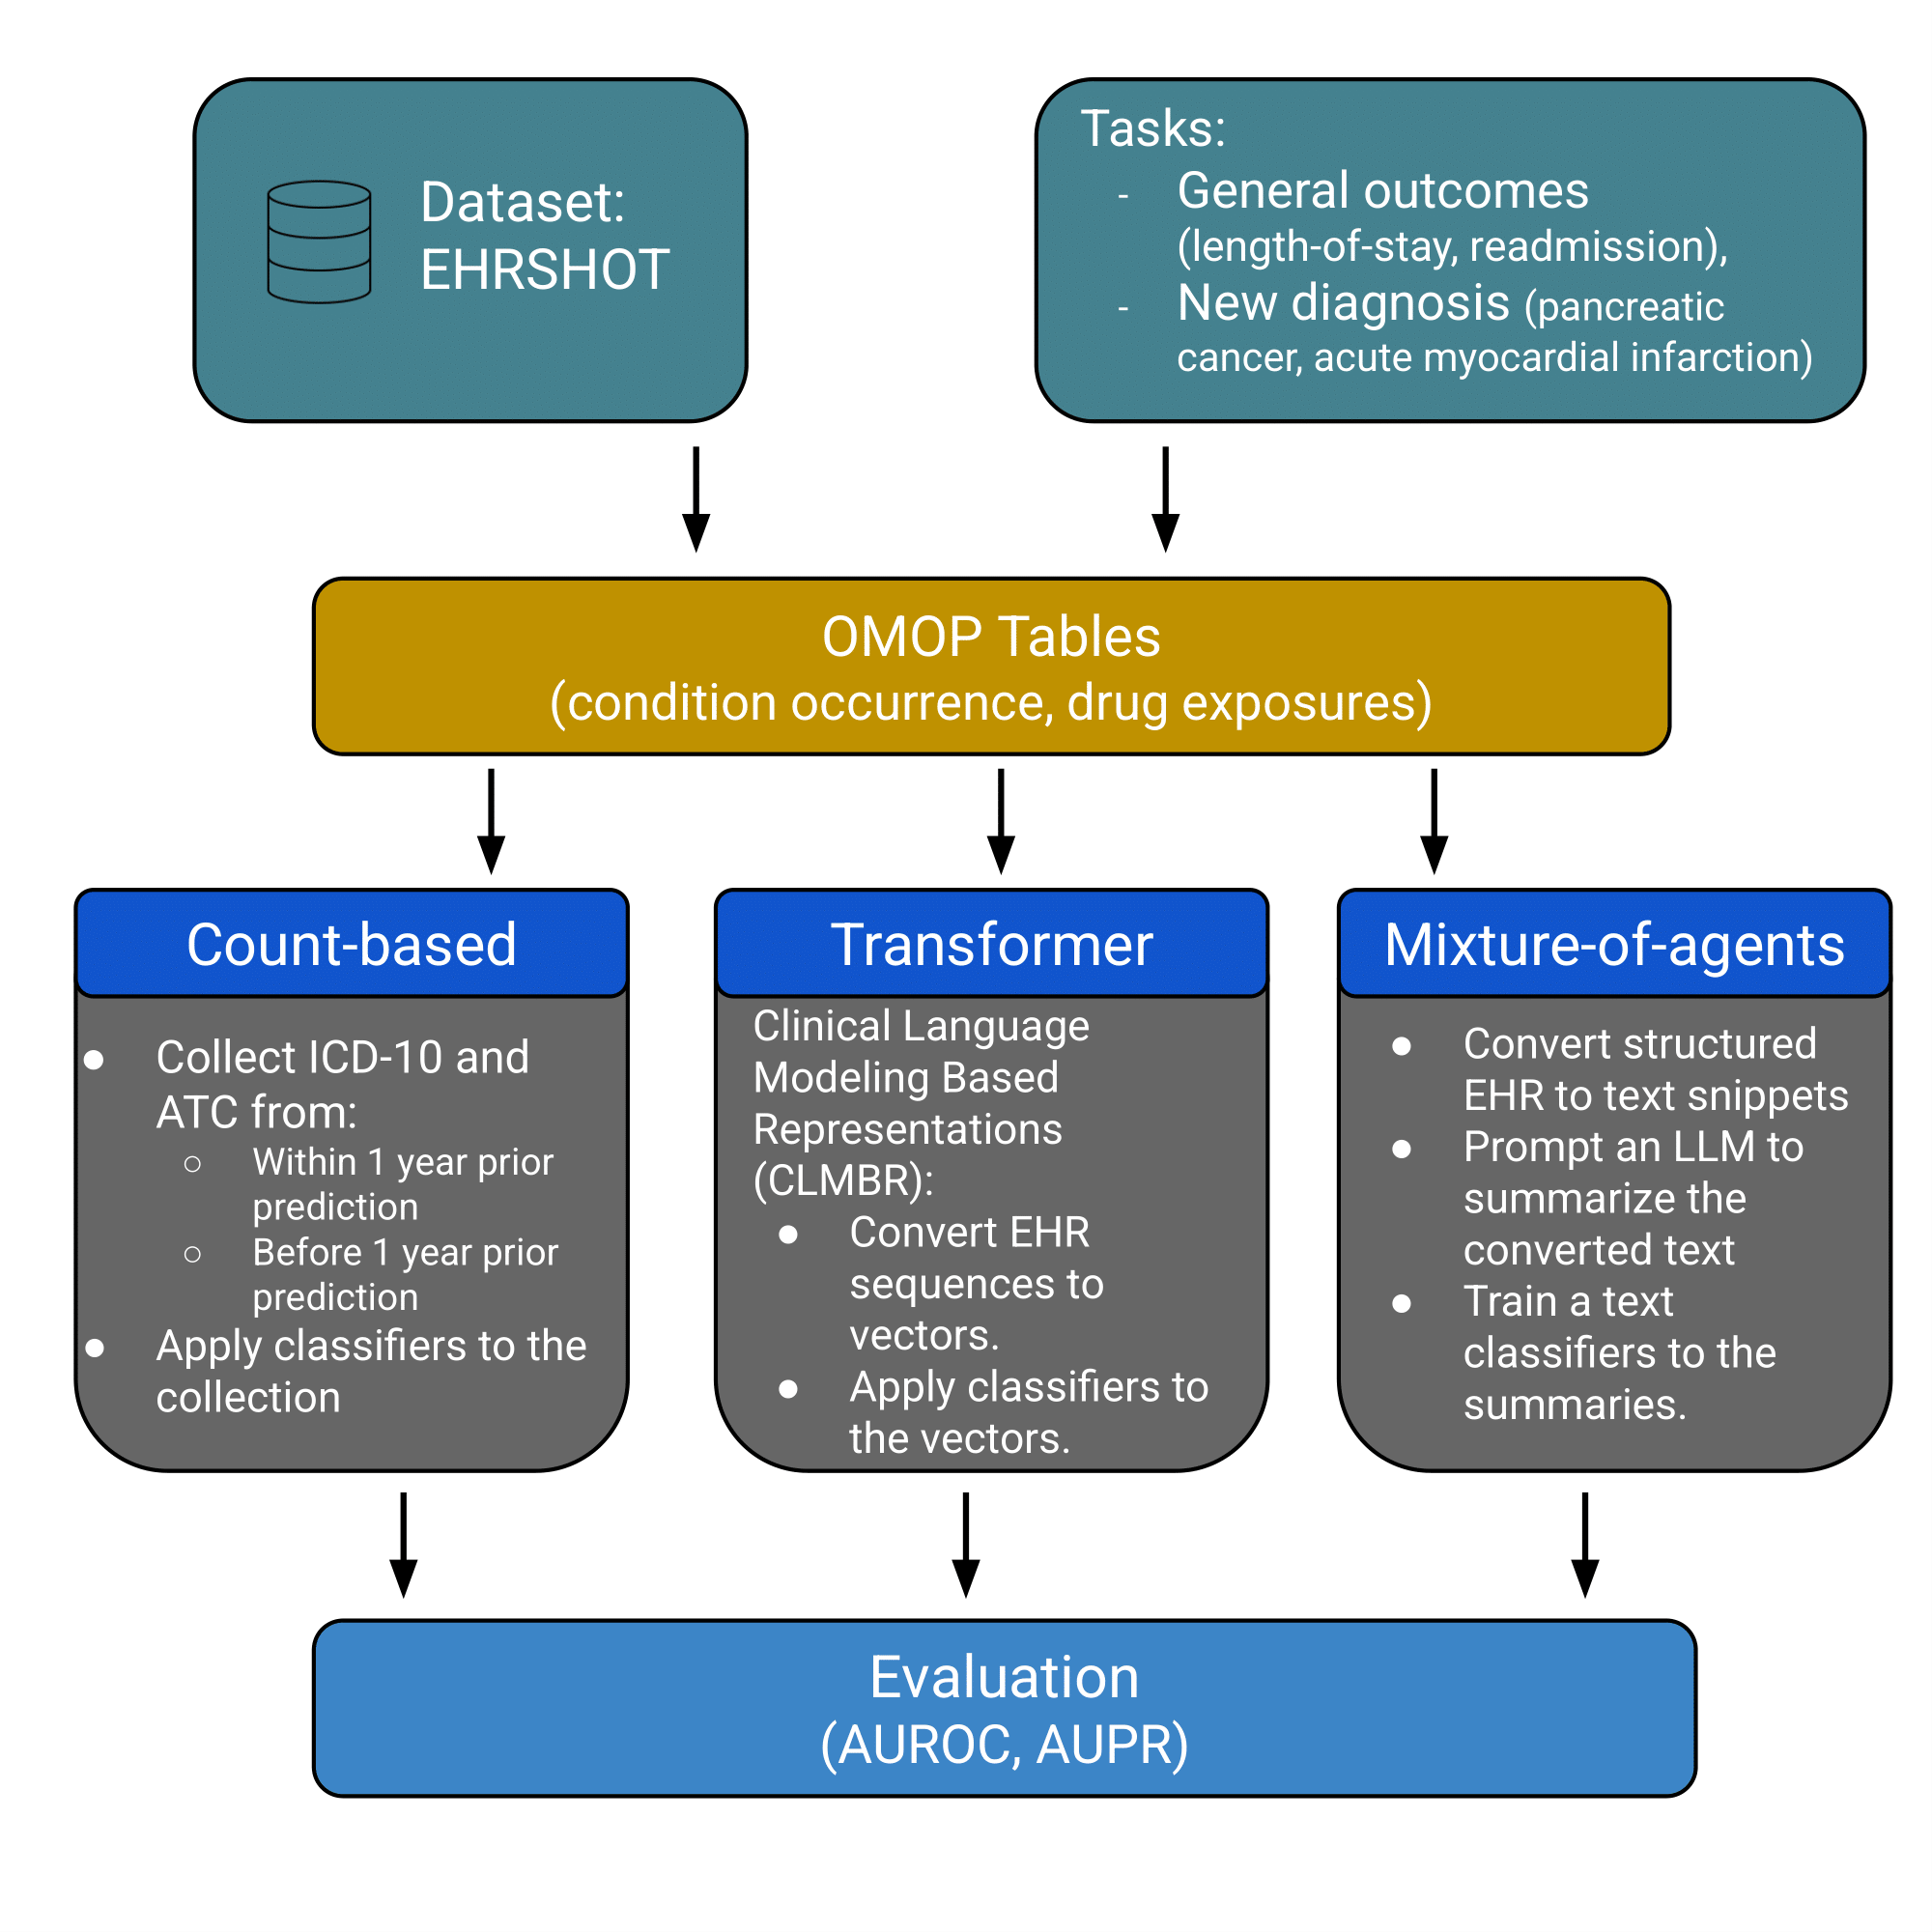 Dataset:
EHRSHOT
Tasks:
- General outcomes
(length-of-stay, readmission),
- New diagnosis (pancreatic
cancer, acute myocardial infarction)
OMOP Tables
(condition occurrence, drug exposures)
Count-based
● Collect ICD-10 and
ATC from:
○ Within 1 year prior
prediction
○ Before 1 year prior
prediction
● Apply classifiers to the
collection
Transformer
Clinical Language
Modeling Based
Representations
(CLMBR):
● Convert EHR
sequences to
vectors.
● Apply classifiers to
the vectors.
Mixture-of-agents
● Convert structured
EHR to text snippets
● Prompt an LLM to
summarize the
converted text
● Train a text
classifiers to the
summaries.
Evaluation
(AUROC, AUPR)